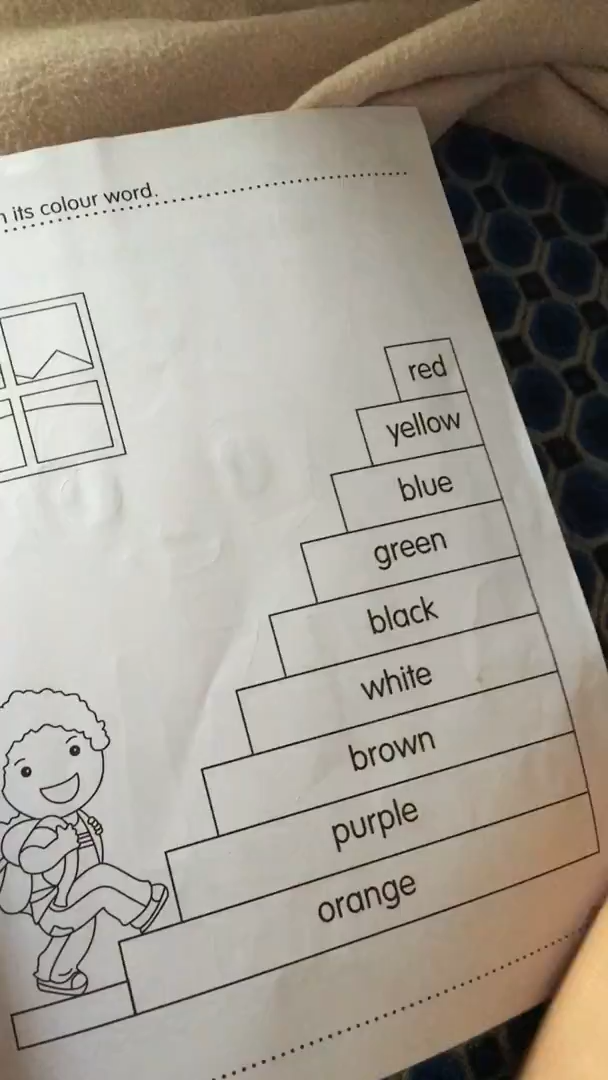 its colour word.
red
yellow
blue
green
black
white
brown
purple
orange